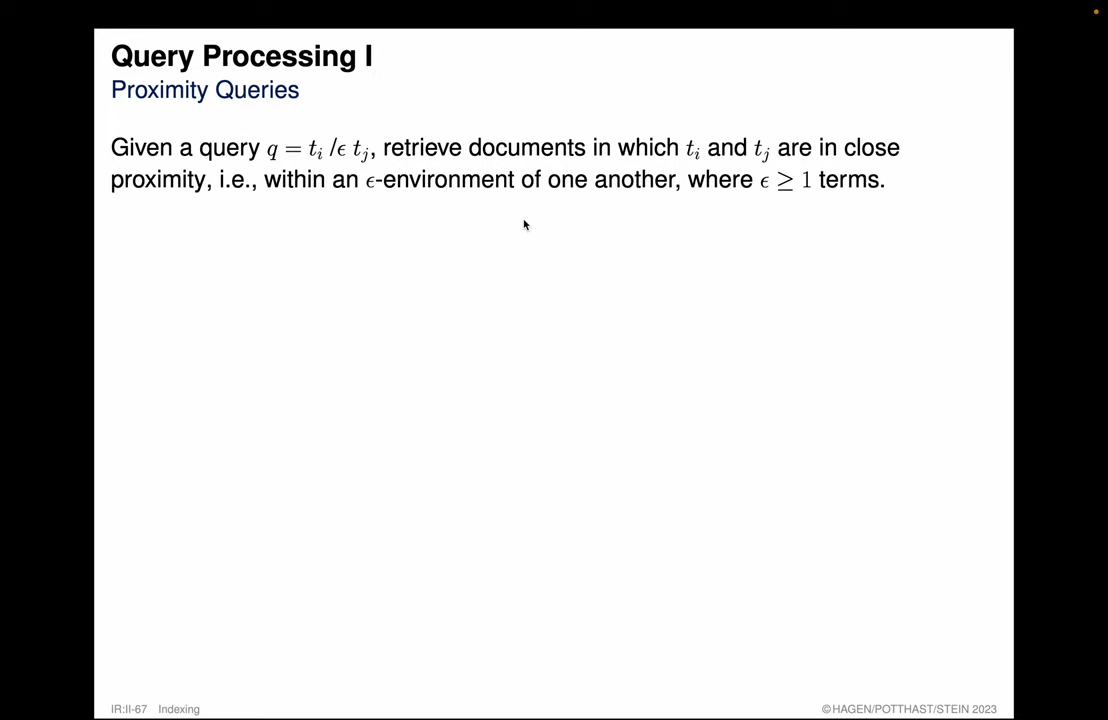 Query Processing I
Proximity Queries
Given a query q = tᵢ /ϵ tⱼ, retrieve documents in which tᵢ and tⱼ are in close
proximity, i.e., within an ϵ-environment of one another, where ϵ ≥ 1 terms.
IR:II-67 Indexing
©HAGEN/POTTHAST/STEIN 2023